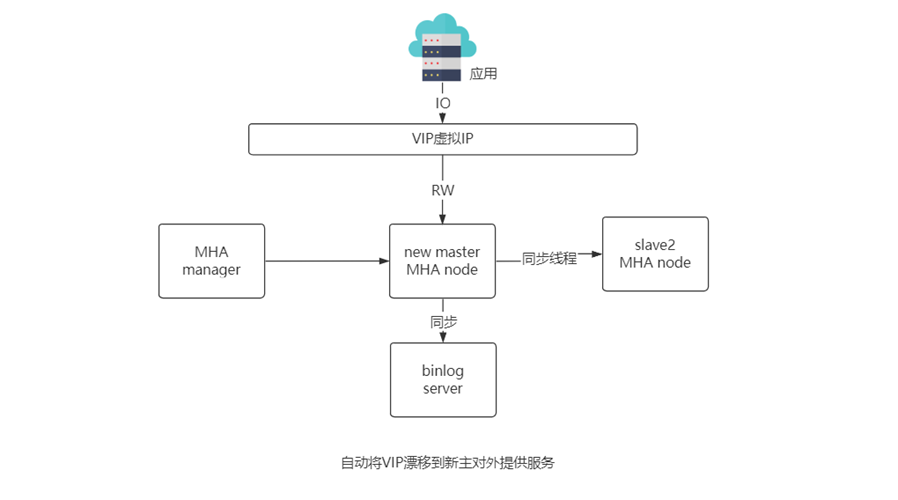 应用
IO
VIP虚拟IP
RW
MHA
manager
new master
MHA node
同步线程
slave2
MHA node
同步
binlog
server
自动将VIP漂移到新主对外提供服务